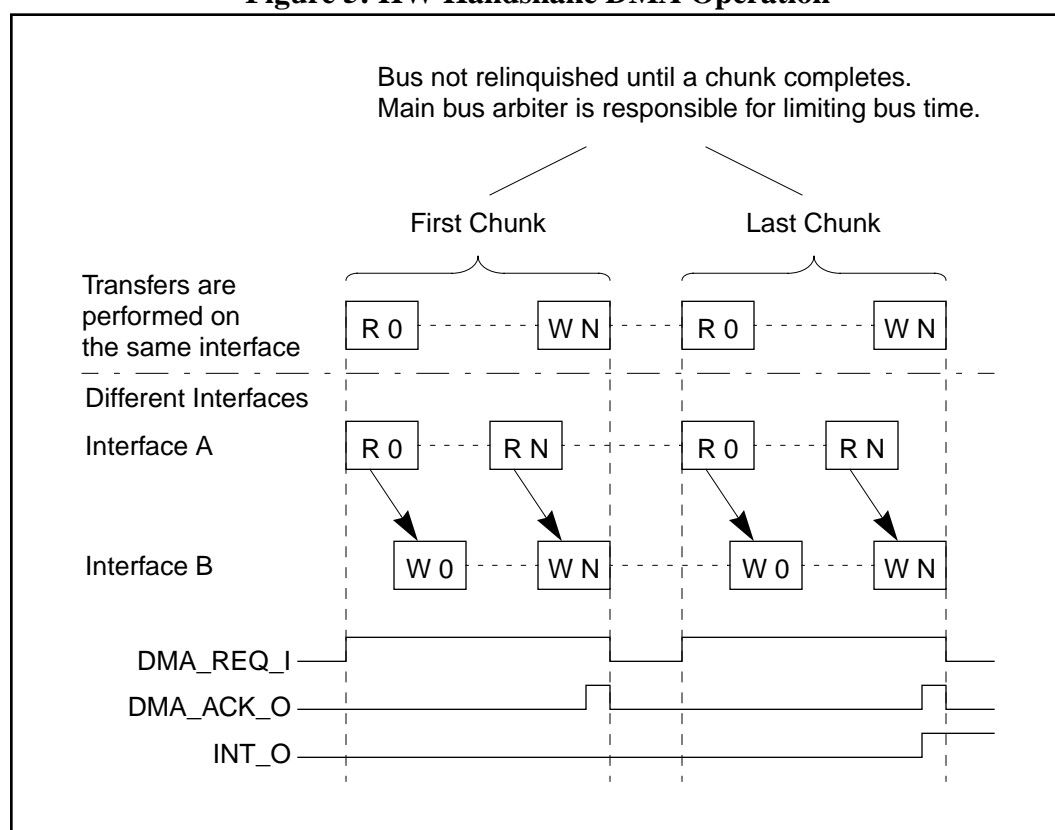 Figure 3: HW Handshake DMA Operation
Bus not relinquished until a chunk completes.
Main bus arbiter is responsible for limiting bus time.
First Chunk
Last Chunk
Transfers are
performed on
the same interface
R 0
W N
R 0
W N
Different Interfaces
Interface A
R 0
R N
R 0
R N
Interface B
W 0
W N
W 0
W N
DMA_REQ_I
DMA_ACK_O
INT_O